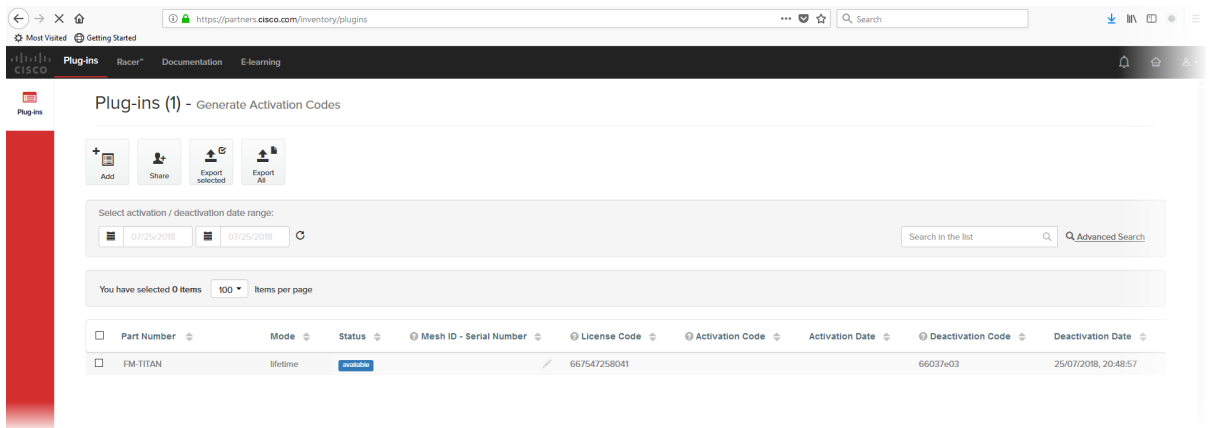 https://partners.cisco.com/inventory/plugins
Search
Most Visited Getting Started
CISCO
Plug-ins Racer™ Documentation E-learning
Plug-ins
Plug-ins (1) - Generate Activation Codes
Add
Share
Export selected
Export All
Select activation / deactivation date range:
07/25/2018 07/25/2018 Search in the list Advanced Search
You have selected 0 items 100 Items per page
Part Number Mode Status Mesh ID - Serial Number License Code Activation Code Activation Date Deactivation Code Deactivation Date
FM-TITAN lifetime available 667547258041 66037e03 25/07/2018, 20:48:57